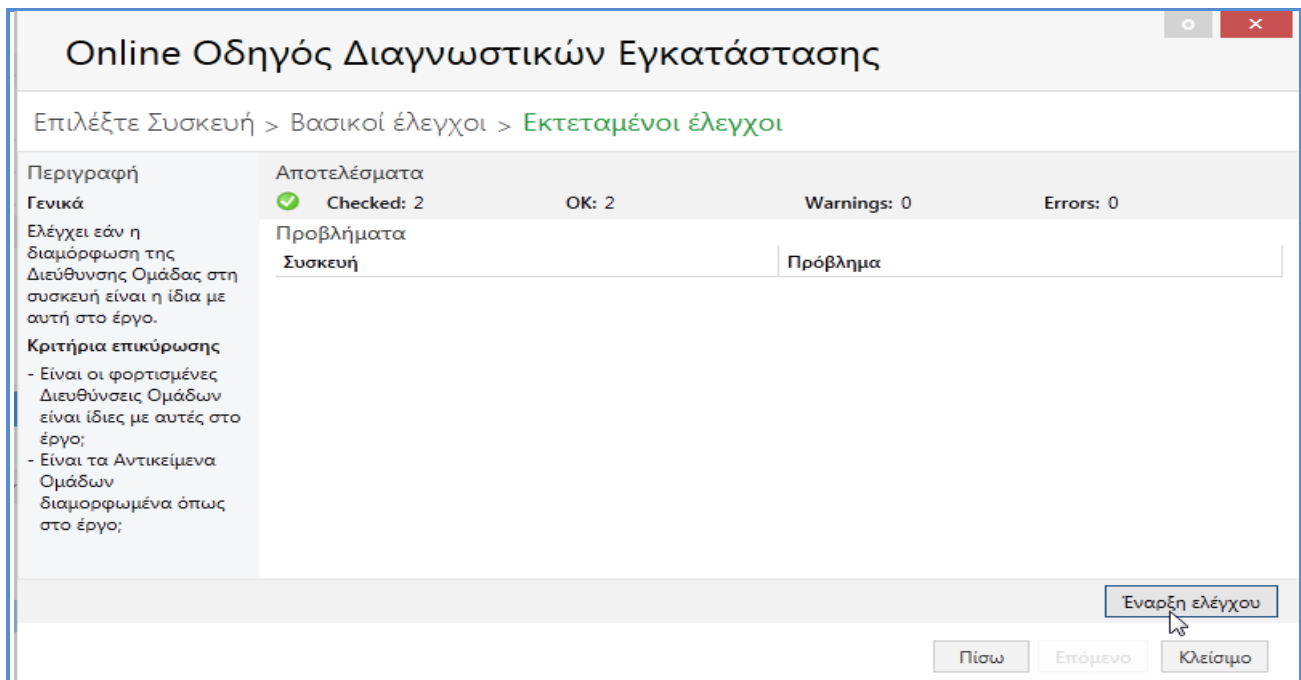 Online Οδηγός Διαγνωστικών Εγκατάστασης
Επιλέξτε Συσκευή > Βασικοί έλεγχοι > Εκτεταμένοι έλεγχοι
Περιγραφή
Γενικά
Ελέγχει εάν η
διαμόρφωση της
Διεύθυνσης Ομάδας στη
συσκευή είναι η ίδια με
αυτή στο έργο.
Κριτήρια επικύρωσης
- Είναι οι φορτισμένες
Διευθύνσεις Ομάδων
είναι ίδιες με αυτές στο
έργο;
- Είναι τα Αντικείμενα
Ομάδων
διαμορφωμένα όπως
στο έργο;
Αποτελέσματα
Checked: 2 OK: 2 Warnings: 0 Errors: 0
Προβλήματα
Συσκευή Πρόβλημα
Έναρξη ελέγχου
Πίσω Επόμενο Κλείσιμο